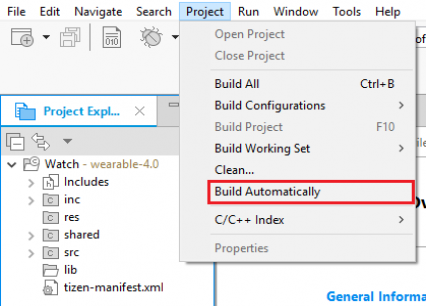 File Edit Navigate Search Project Run Window Tools Help
010
Open Project
Close Project
Build All Ctrl+B
Project Expl...
Build Configurations
Build Project F10
Build Working Set
Watch - wearable-4.0
Clean...
Includes
Build Automatically
inc
res
C/C++ Index
shared
src
Properties
lib
tizen-manifest.xml
General Informa